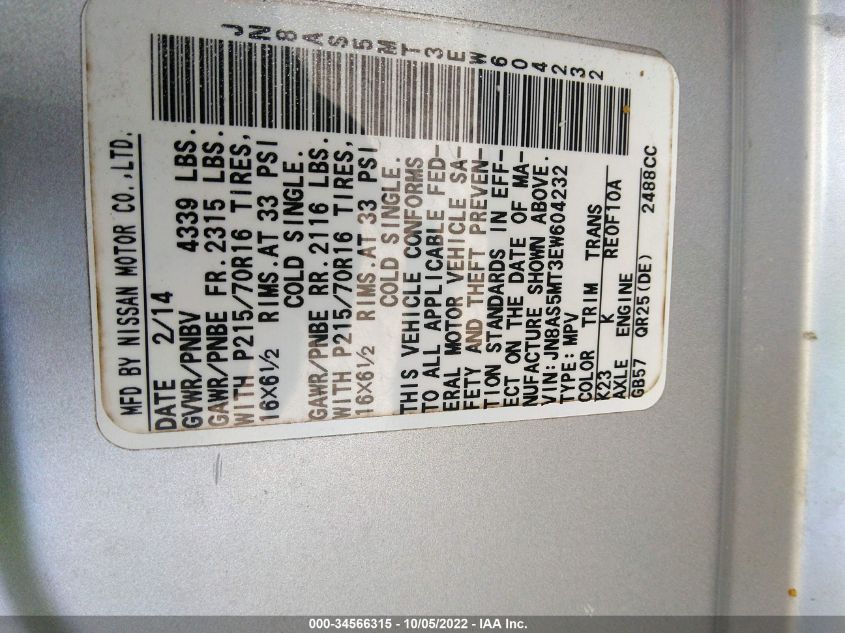 JN8AS5MT3EW604232
MFD BY NISSAN MOTOR CO.,LTD.
DATE 2/14
GVWR/PNBV 4339 LBS.
GAWR/PNBE FR.2315 LBS.
WITH P215/70R16 TIRES,
16X6½ RIMS.AT 33 PSI
COLD SINGLE.
GAWR/PNBE RR.2116 LBS.
WITH P215/70R16 TIRES,
16X6½ RIMS.AT 33 PSI
COLD SINGLE.
THIS VEHICLE CONFORMS
TO ALL APPLICABLE FED-
ERAL MOTOR VEHICLE SA-
FETY AND THEFT PREVEN-
TION STANDARDS IN EFF-
ECT ON THE DATE OF MA-
NUFACTURE SHOWN ABOVE.
VIN:JN8AS5MT3EW604232
TYPE:MPV
COLOR TRIM TRANS
K23 K RE0F10A
AXLE ENGINE
GB57 QR25(DE) 2488CC
000-34566315 - 10/05/2022 - IAA Inc.